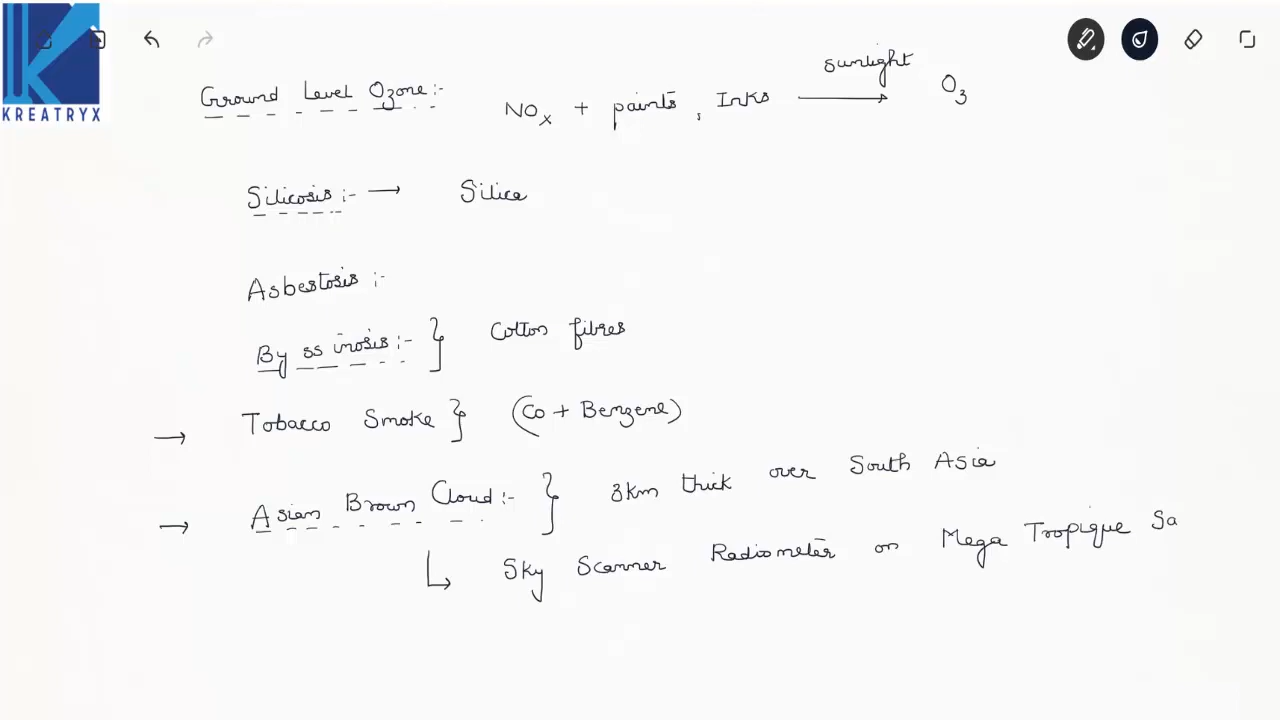 KREATRYX
Ground Level Ozone:- NOx + paints, Inks sunlight → O3
Silicosis:- → Silica
Asbestosis:-
Byssinosis:- } Cotton fibres
→ Tobacco Smoke } (Co + Benzene)
→ Asian Brown Cloud:- } 3km thick over South Asia
↳ Sky Scanner Radiometer on Mega Tropique Sa